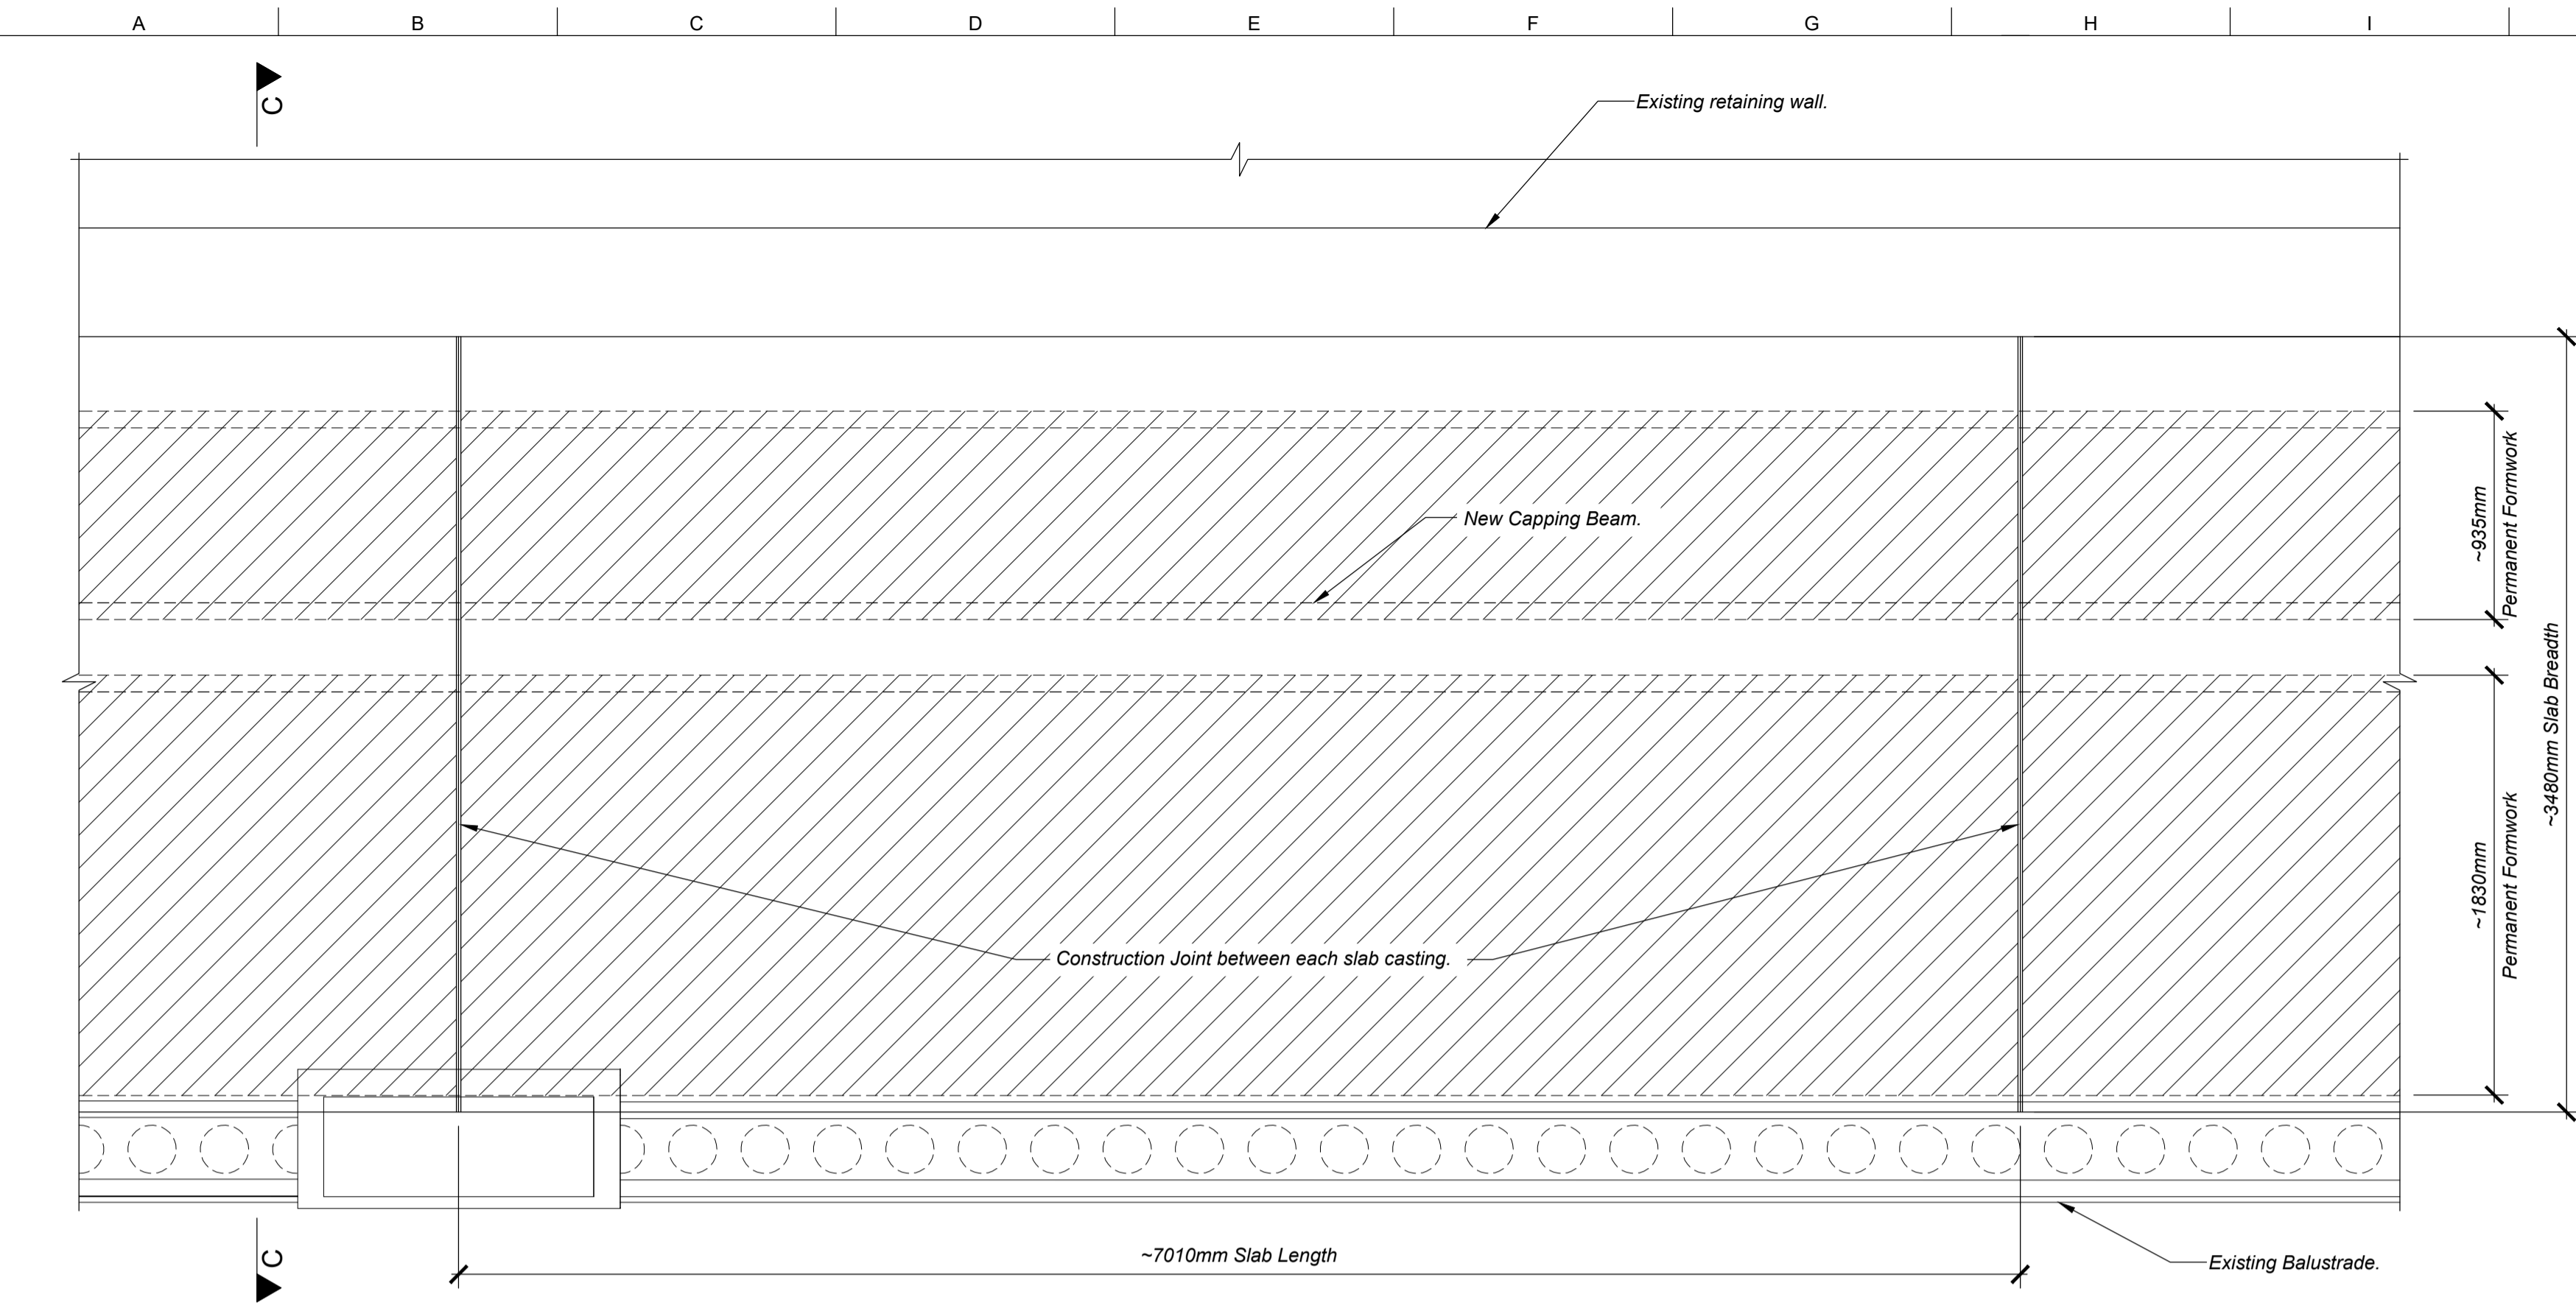 A B C D E F G H I
C
Existing retaining wall.
New Capping Beam.
~935mm
Permanent Formwork
~3480mm Slab Breadth
~1830mm
Permanent Formwork
Construction Joint between each slab casting.
C
~7010mm Slab Length
Existing Balustrade.